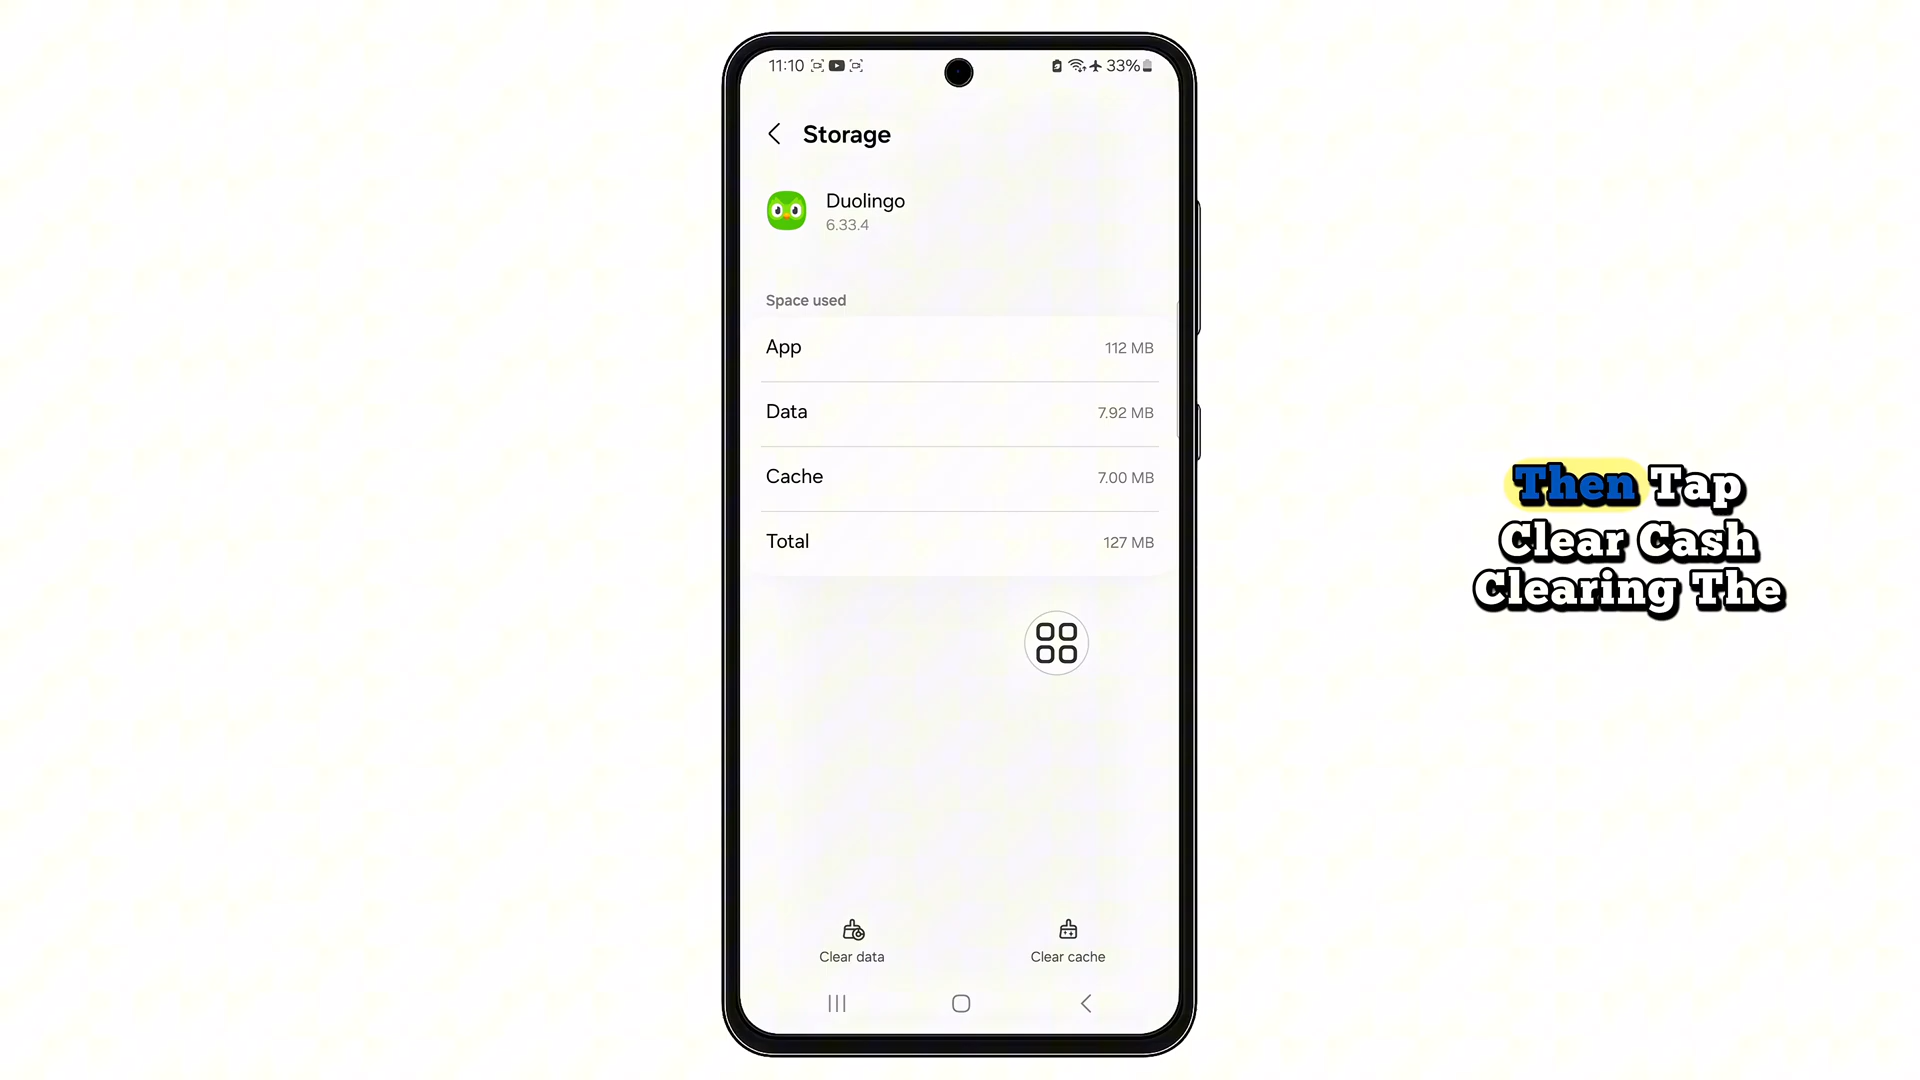 11:10 33%
Storage
Duolingo
6.33.4
Space used
App 112 MB
Data 7.92 MB
Cache 7.00 MB
Total 127 MB
Then Tap
Clear Cash
Clearing The
Clear data Clear cache